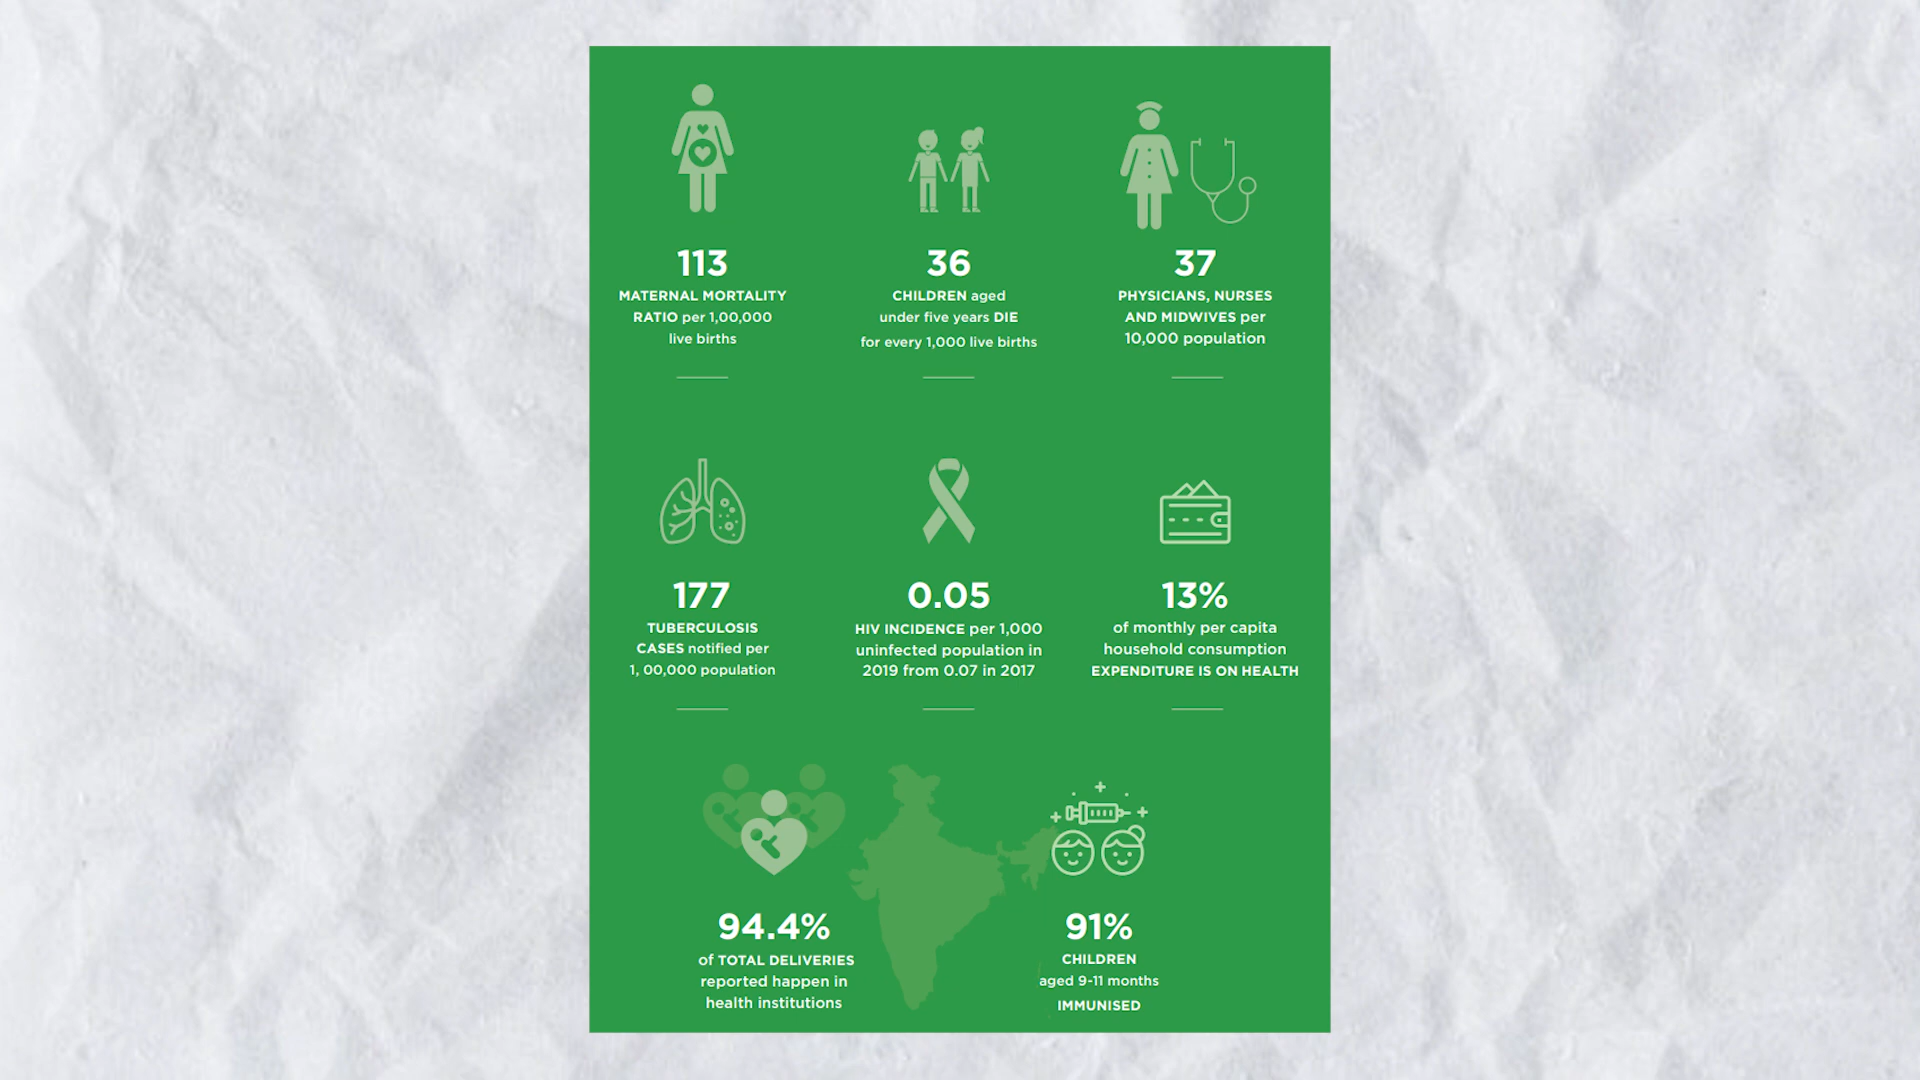 113
MATERNAL MORTALITY
RATIO per 1,00,000
live births
36
CHILDREN aged
under five years DIE
for every 1,000 live births
37
PHYSICIANS, NURSES
AND MIDWIVES per
10,000 population
177
TUBERCULOSIS
CASES notified per
1, 00,000 population
0.05
HIV INCIDENCE per 1,000
uninfected population in
2019 from 0.07 in 2017
13%
of monthly per capita
household consumption
EXPENDITURE IS ON HEALTH
94.4%
of TOTAL DELIVERIES
reported happen in
health institutions
91%
CHILDREN
aged 9-11 months
IMMUNISED